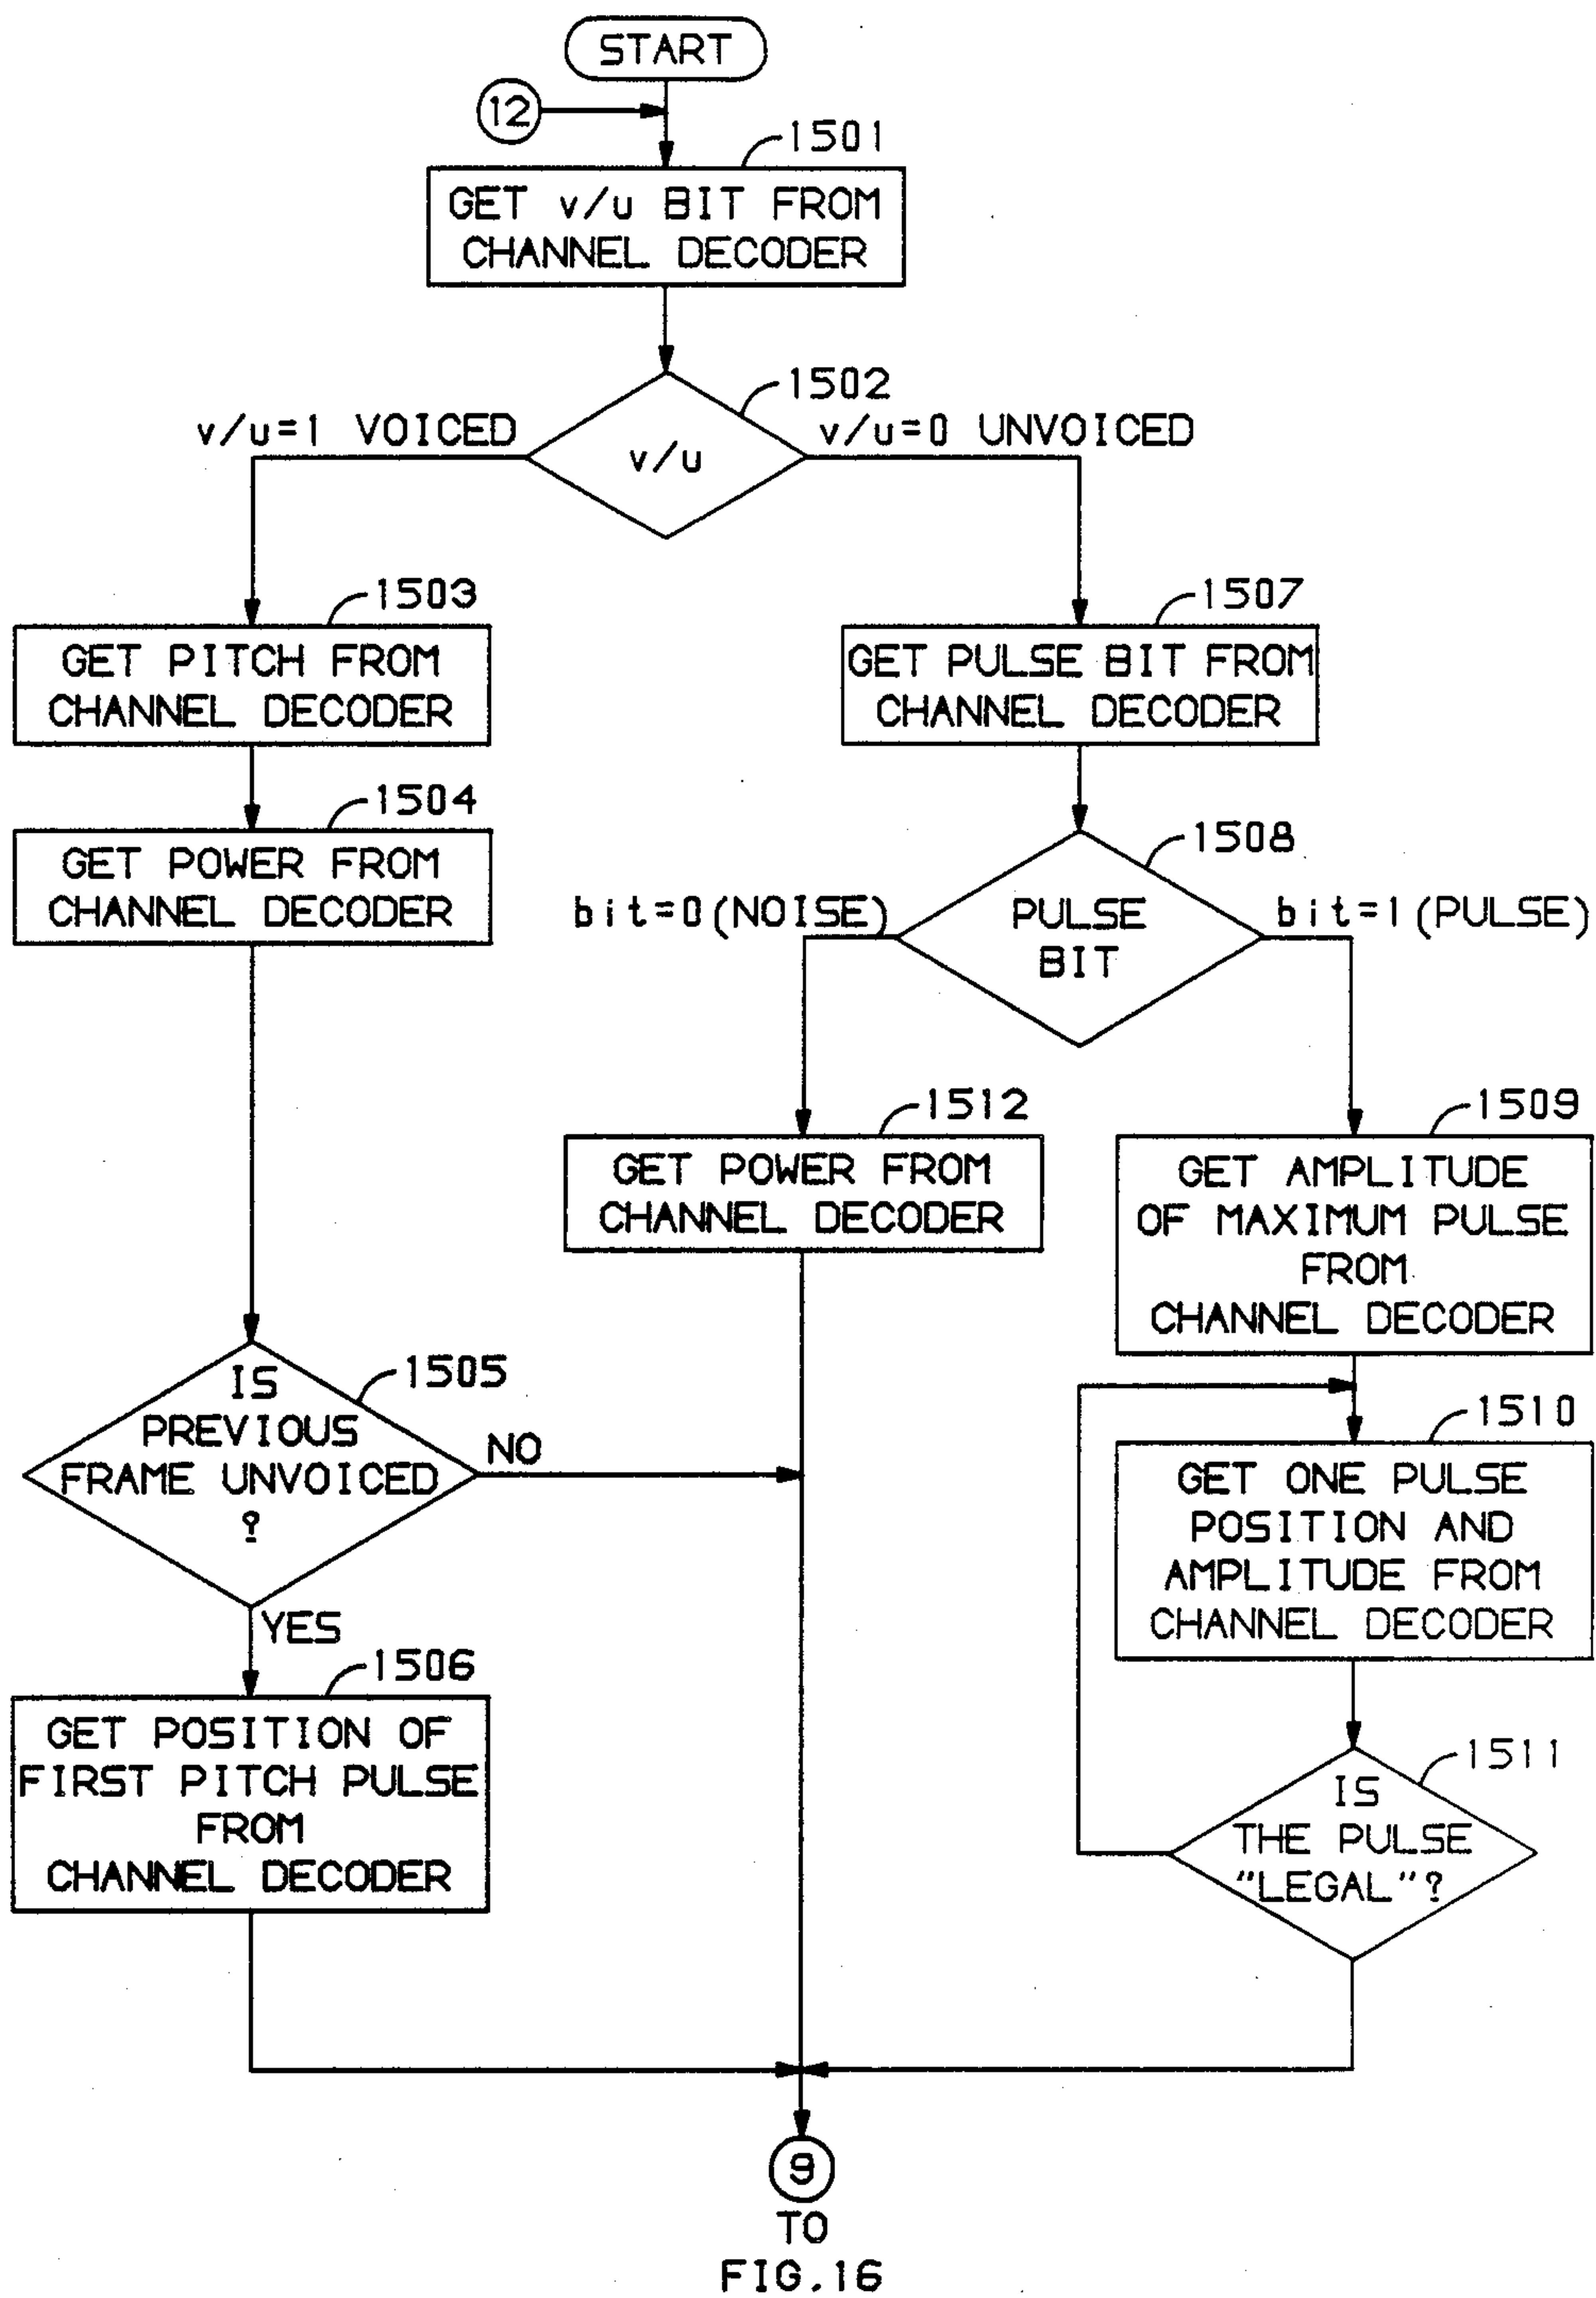 START
12
1501
GET v/u BIT FROM
CHANNEL DECODER
1502
v/u=1 VOICED
v/u=0 UNVOICED
v/u
1503
GET PITCH FROM
CHANNEL DECODER
1507
GET PULSE BIT FROM
CHANNEL DECODER
1504
GET POWER FROM
CHANNEL DECODER
1508
bit=0(NOISE)
PULSE
BIT
bit=1(PULSE)
1512
GET POWER FROM
CHANNEL DECODER
1509
GET AMPLITUDE
OF MAXIMUM PULSE
FROM
CHANNEL DECODER
1505
IS
PREVIOUS
FRAME UNVOICED
?
NO
YES
1510
GET ONE PULSE
POSITION AND
AMPLITUDE FROM
CHANNEL DECODER
1506
GET POSITION OF
FIRST PITCH PULSE
FROM
CHANNEL DECODER
1511
IS
THE PULSE
"LEGAL"?
9
TO
FIG.16